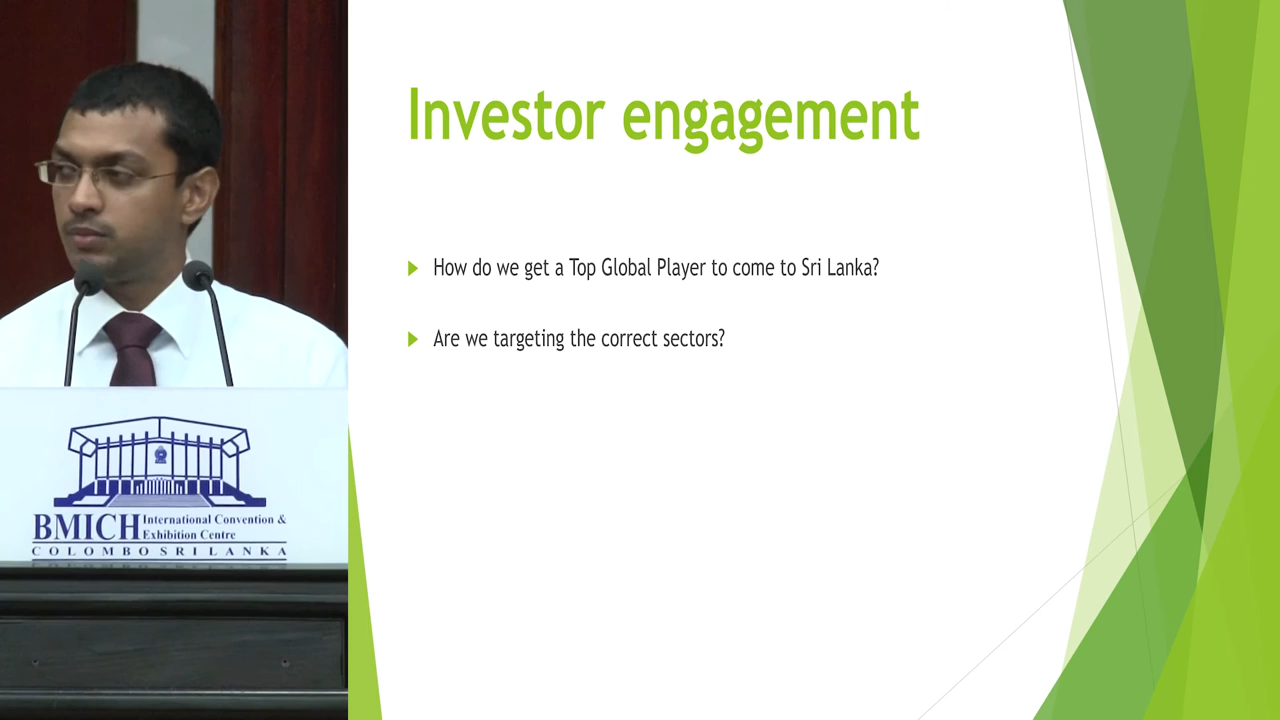 Investor engagement
How do we get a Top Global Player to come to Sri Lanka?
Are we targeting the correct sectors?
BMICH International Convention &
Exhibition Centre
COLOMBO SRI LANKA